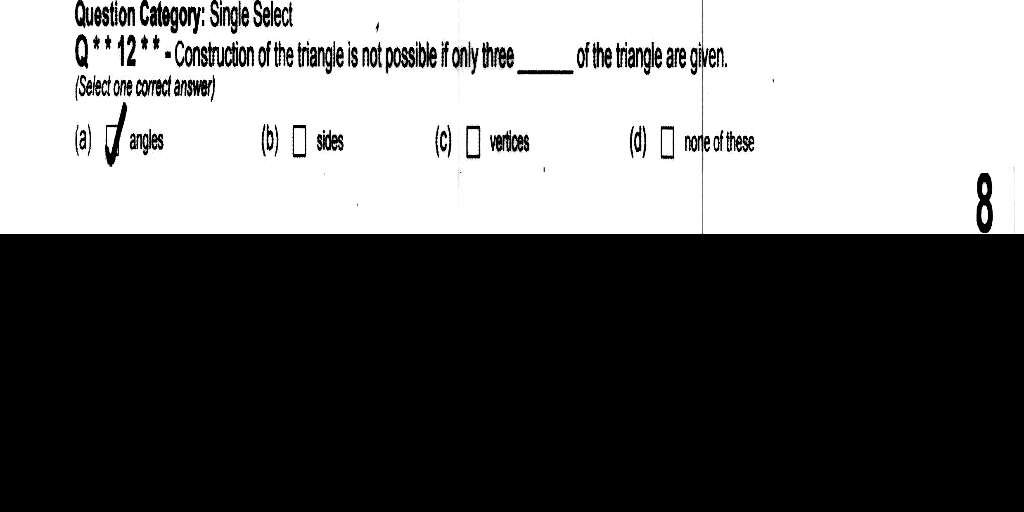 Question Category: Single Select
Q * * 12 * * - Construction of the triangle is not possible if only three ______ of the triangle are given.
(Select one correct answer)
(a) angles (b) sides (c) vertices (d) none of these
8